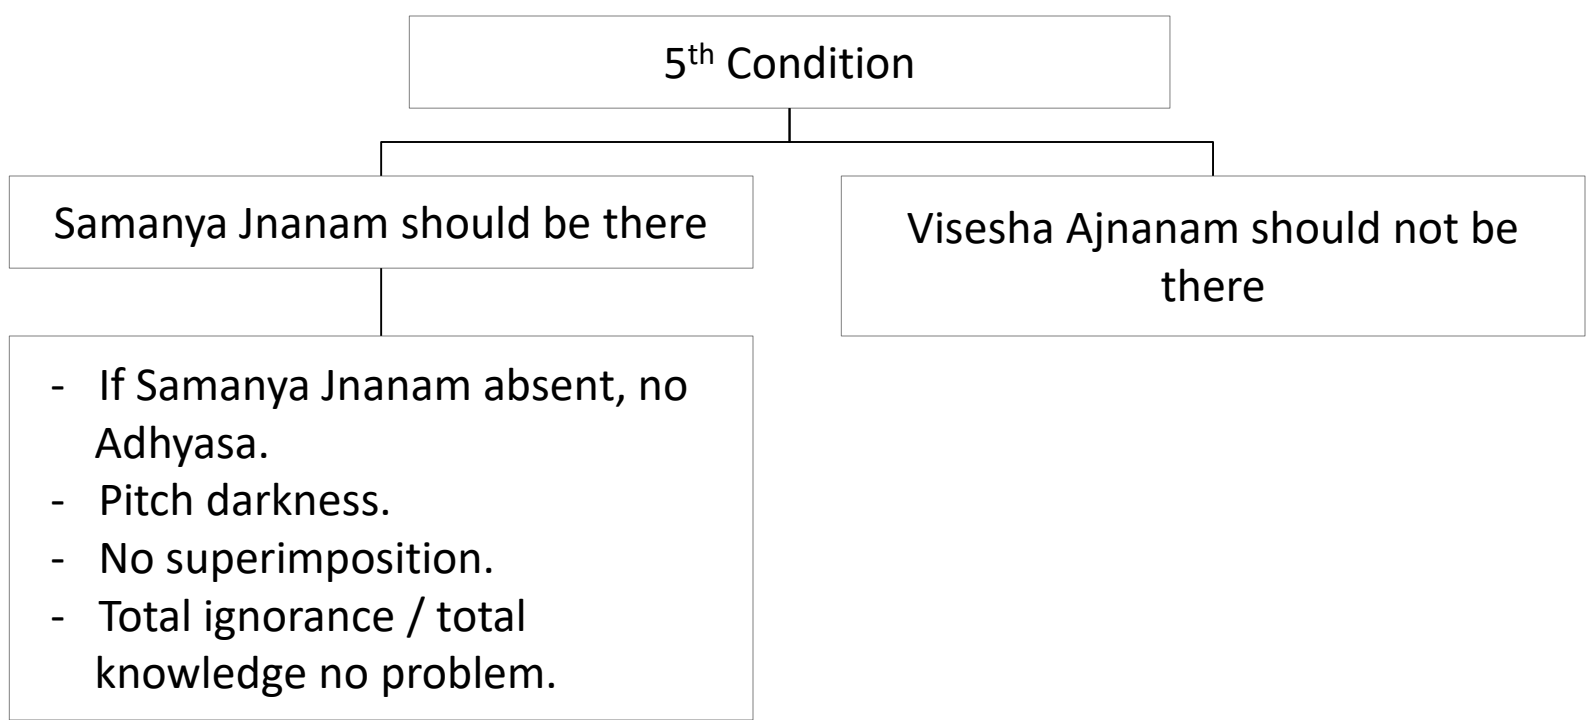 5th Condition
Samanya Jnanam should be there
Visesha Ajnanam should not be
there
- If Samanya Jnanam absent, no
Adhyasa.
- Pitch darkness.
- No superimposition.
- Total ignorance / total
knowledge no problem.